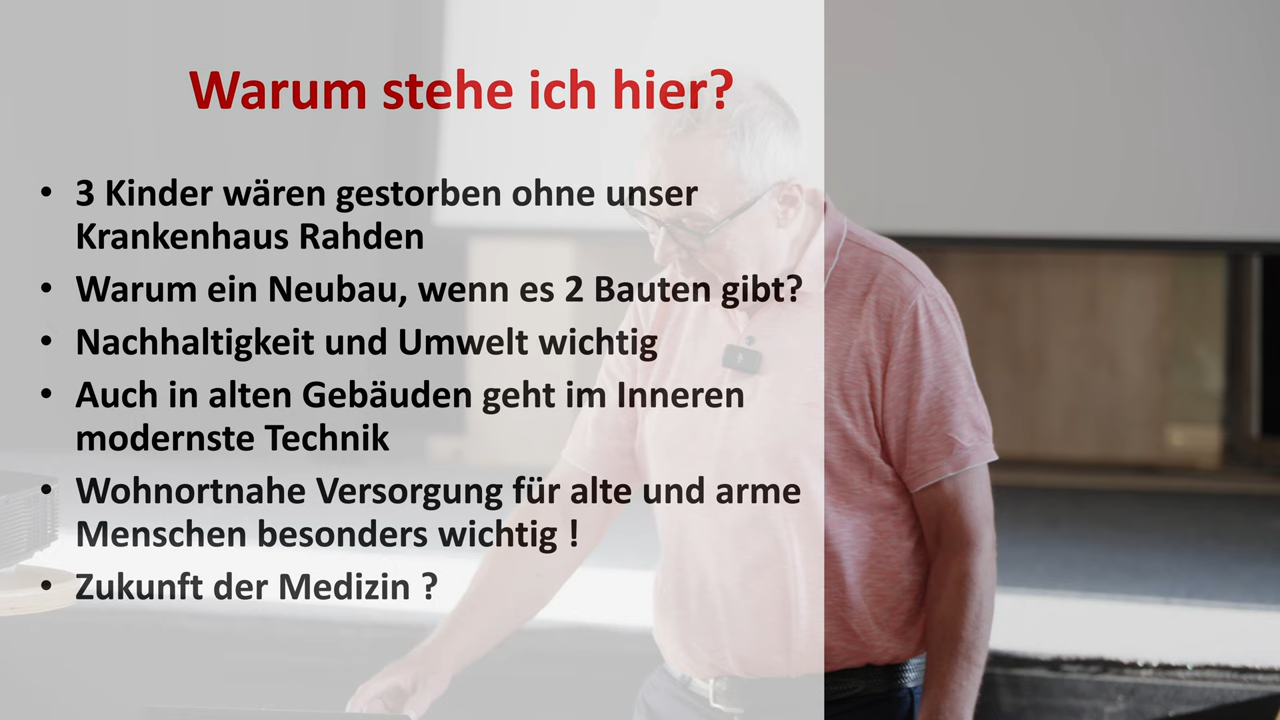 Warum stehe ich hier?
• 3 Kinder wären gestorben ohne unser
Krankenhaus Rahden
• Warum ein Neubau, wenn es 2 Bauten gibt?
• Nachhaltigkeit und Umwelt wichtig
• Auch in alten Gebäuden geht im Inneren
modernste Technik
• Wohnortnahe Versorgung für alte und arme
Menschen besonders wichtig !
• Zukunft der Medizin ?